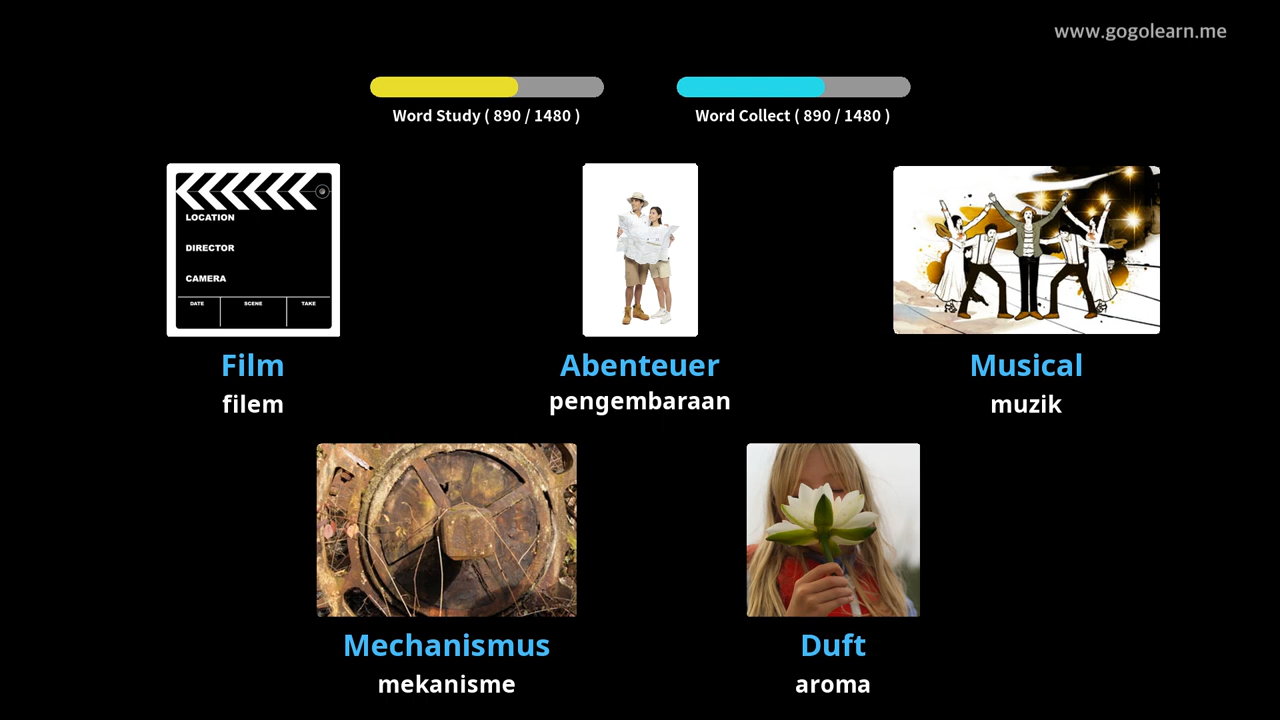 www.gogolearn.me
Word Study ( 890 / 1480 )
Word Collect ( 890 / 1480 )
LOCATION
DIRECTOR
CAMERA
DATE SCENE TAKE
Film
filem
Abenteuer
pengembaraan
Musical
muzik
Mechanismus
mekanisme
Duft
aroma